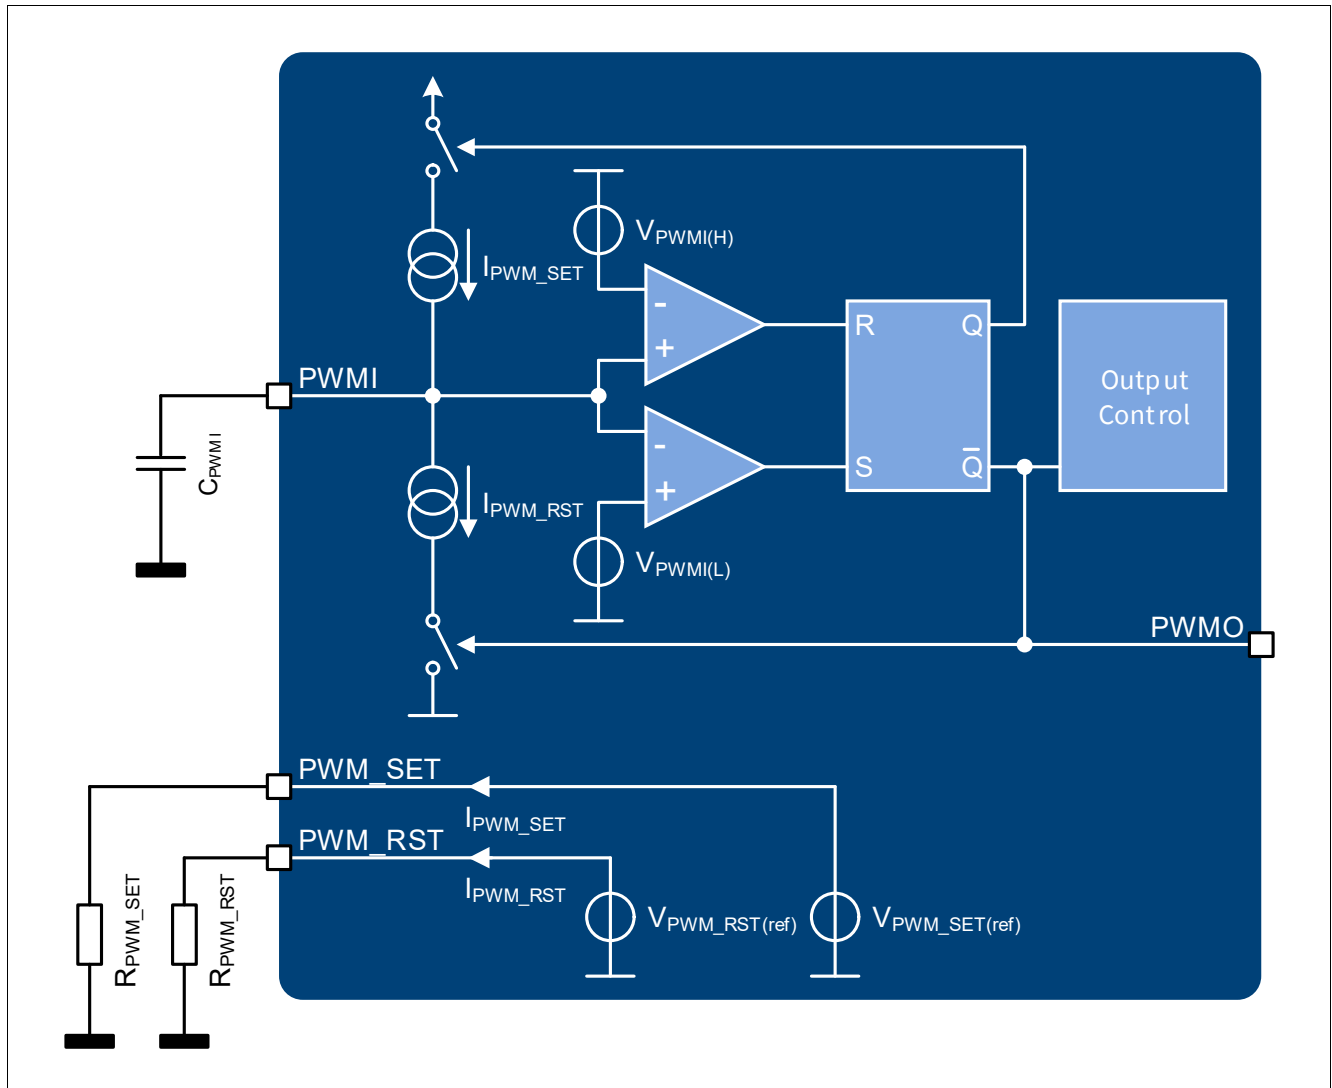 V_PWMI(H)
I_PWM_SET
- 
+
R Q
PWMI
Output
Control
-
S Q̅
+
C_PWMI
I_PWM_RST
V_PWMI(L)
PWMO
PWM_SET
I_PWM_SET
PWM_RST
I_PWM_RST
R_PWM_SET
R_PWM_RST
V_PWM_RST(ref)
V_PWM_SET(ref)